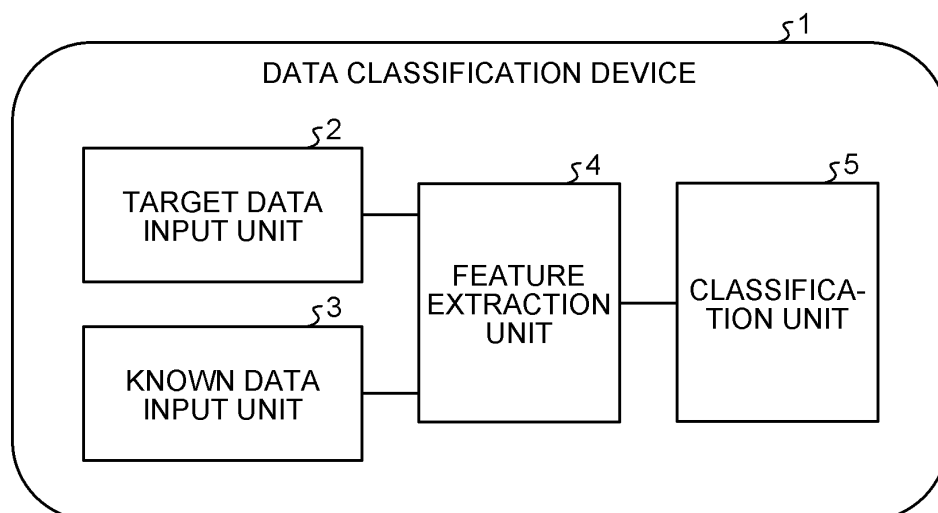 1
DATA CLASSIFICATION DEVICE
2
TARGET DATA
INPUT UNIT
3
KNOWN DATA
INPUT UNIT
4
FEATURE
EXTRACTION
UNIT
5
CLASSIFICA-
TION UNIT